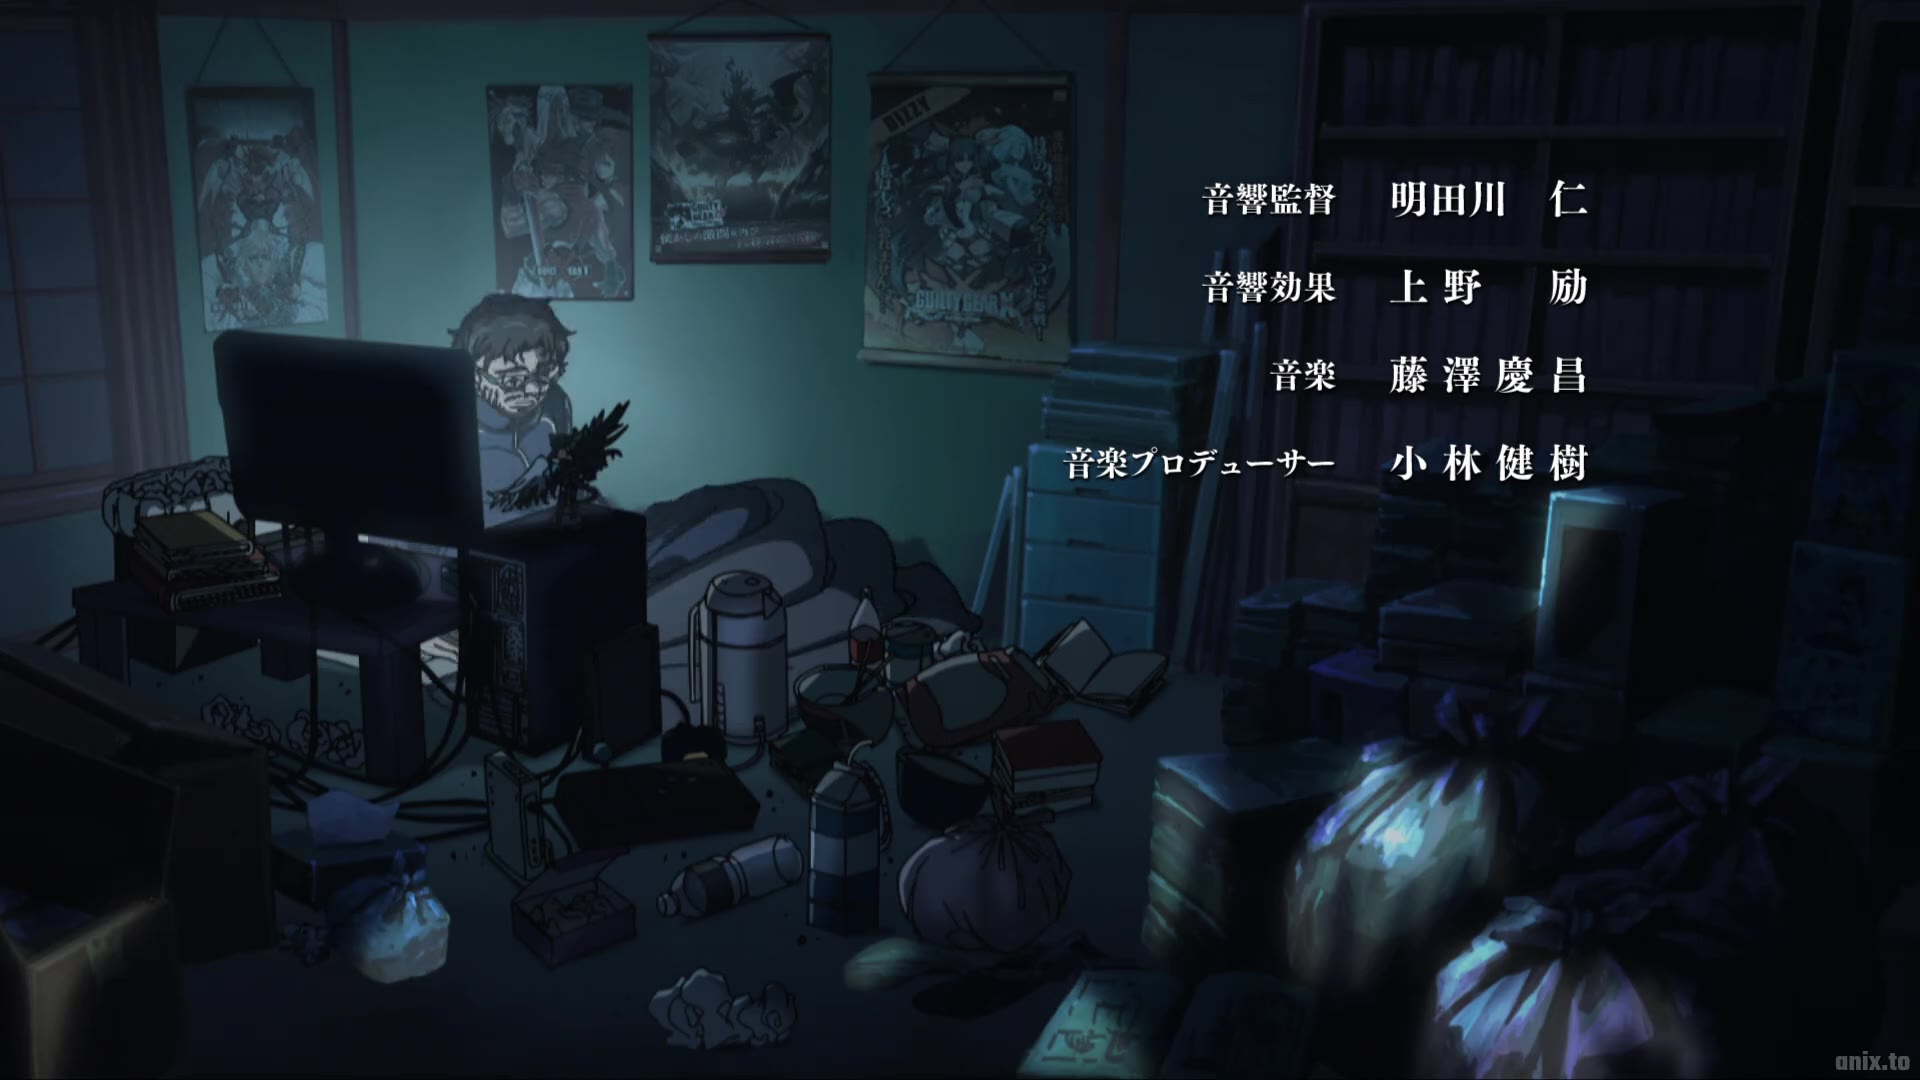 音響監督 明田川 仁
音響効果 上野 励
音楽 藤澤慶昌
音楽プロデューサー 小林健樹
DIZZY
GUILTY GEAR X
anix.to